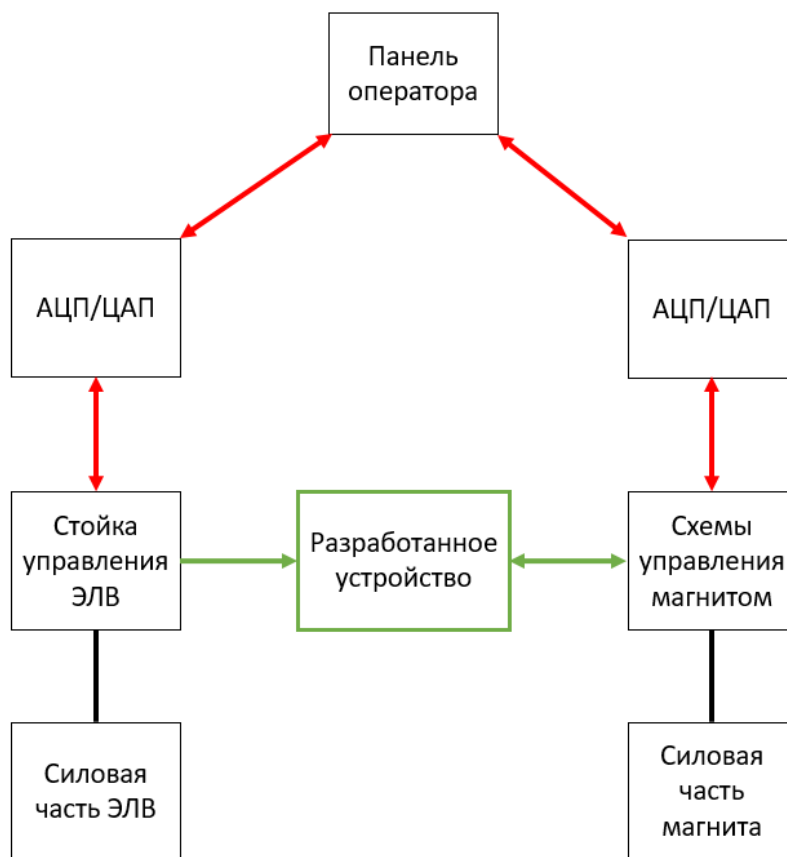 Панель
оператора
АЦП/ЦАП
АЦП/ЦАП
Стойка
управления
ЭЛВ
Разработанное
устройство
Схемы
управления
магнитом
Силовая
часть ЭЛВ
Силовая
часть
магнита